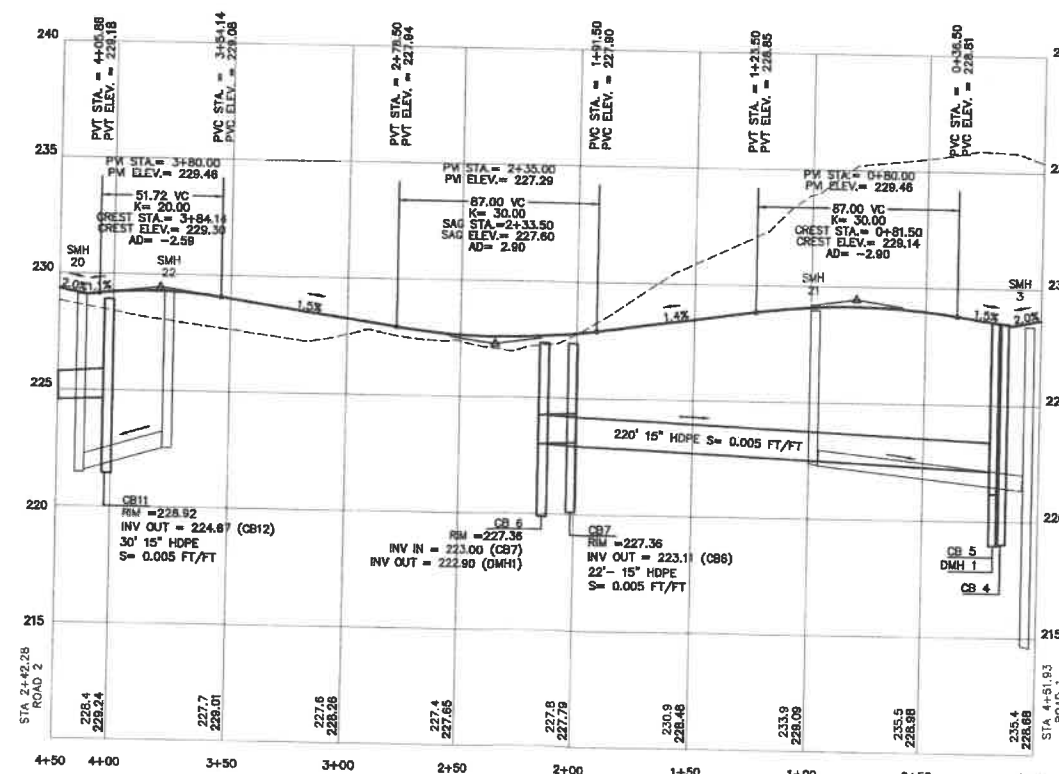 240
235
230
225
220
215
PVT STA. = 4+05.88
PVT ELEV. = 229.18
PVC STA. = 3+54.14
PVC ELEV. = 229.08
PVT STA. = 2+78.50
PVT ELEV. = 227.94
PVC STA. = 1+91.50
PVC ELEV. = 227.90
PVT STA. = 1+23.50
PVT ELEV. = 228.85
PVC STA. = 0+36.50
PVC ELEV. = 228.81
PVI STA.= 3+80.00
PVI ELEV.= 229.46
51.72 VC
K= 20.00
CREST STA.= 3+84.14
CREST ELEV.= 229.30
AD= -2.59
PVI STA.= 2+35.00
PVI ELEV.= 227.29
87.00 VC
K= 30.00
SAG STA.=2+33.50
SAG ELEV.= 227.60
AD= 2.90
PVI STA.= 0+80.00
PVI ELEV.= 229.46
87.00 VC
K= 30.00
CREST STA.= 0+81.50
CREST ELEV.= 229.14
AD= -2.90
SMH
20
SMH
22
SMH
21
SMH
3
2.0%
1.1%
1.5%
1.4%
1.5%
2.0%
220' 15" HDPE S= 0.005 FT/FT
CB11
RIM =228.92
INV OUT = 224.67 (CB12)
30' 15" HDPE
S= 0.005 FT/FT
CB 6
RIM =227.36
INV IN = 223.00 (CB7)
INV OUT = 222.90 (DMH1)
CB7
RIM =227.36
INV OUT = 223.11 (CB6)
22'- 15" HDPE
S= 0.005 FT/FT
CB 5
DMH 1
CB 4
STA 2+42.28
ROAD 2
228.4
229.24
227.7
229.01
227.6
228.26
227.4
227.65
227.8
227.79
230.9
228.46
233.9
229.09
235.5
228.98
235.4
228.68
STA 4+51.93
4+50
4+00
3+50
3+00
2+50
2+00
1+50
1+00